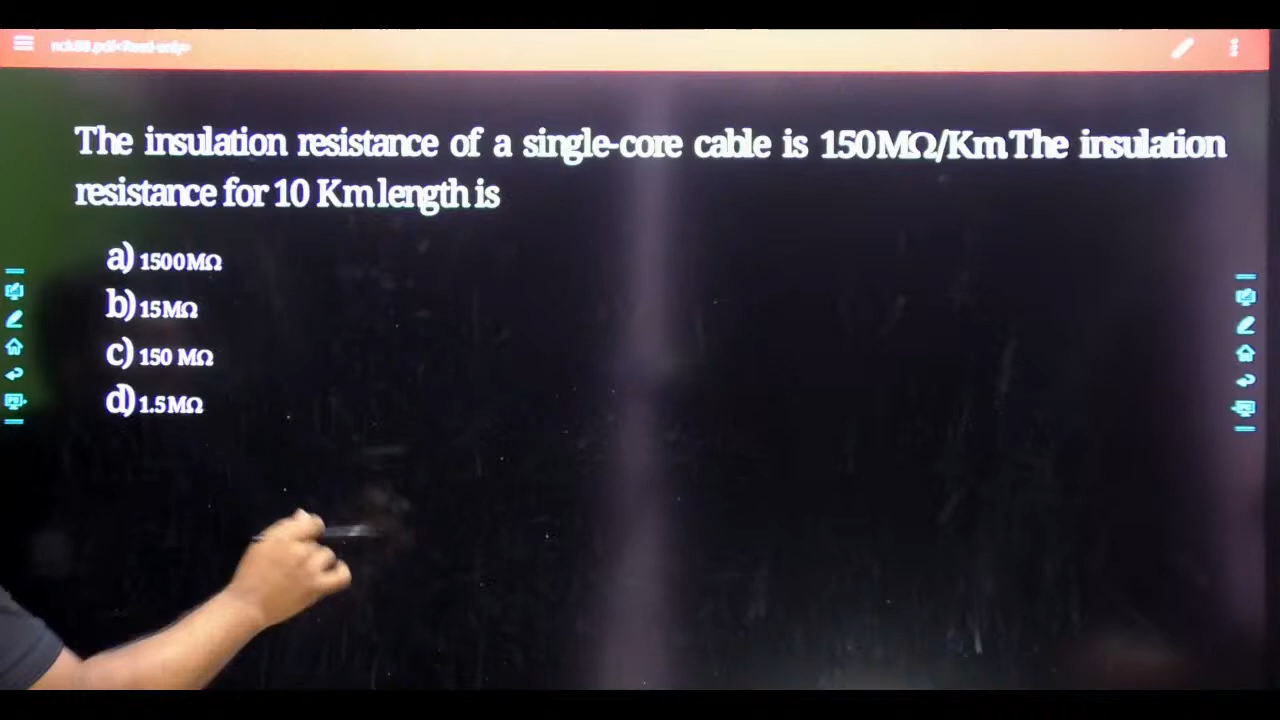 The insulation resistance of a single-core cable is 150MΩ/Km The insulation
resistance for 10 Km length is
a) 1500MΩ
b) 15MΩ
c) 150 MΩ
d) 1.5MΩ